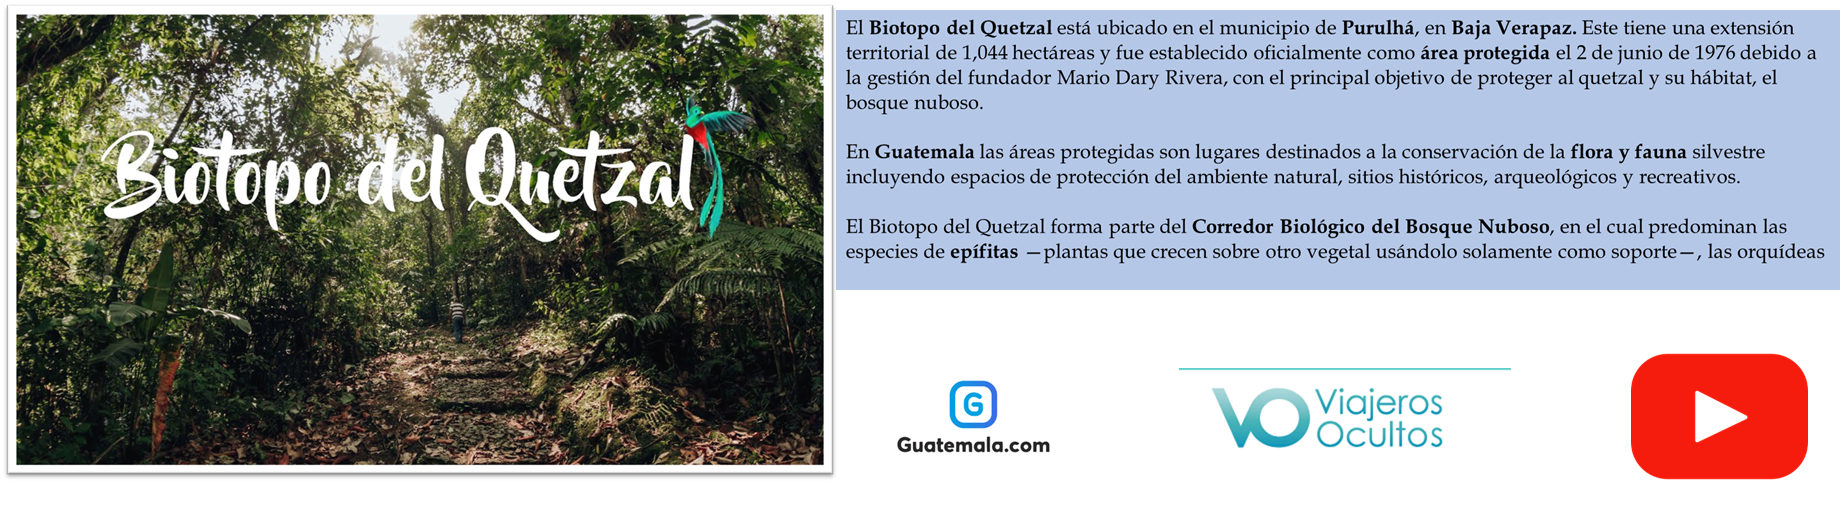 Biotopo del Quetzal
El Biotopo del Quetzal está ubicado en el municipio de Purulhá, en Baja Verapaz. Este tiene una extensión
territorial de 1,044 hectáreas y fue establecido oficialmente como área protegida el 2 de junio de 1976 debido a
la gestión del fundador Mario Dary Rivera, con el principal objetivo de proteger al quetzal y su hábitat, el
bosque nuboso.
En Guatemala las áreas protegidas son lugares destinados a la conservación de la flora y fauna silvestre
incluyendo espacios de protección del ambiente natural, sitios históricos, arqueológicos y recreativos.
El Biotopo del Quetzal forma parte del Corredor Biológico del Bosque Nuboso, en el cual predominan las
especies de epífitas —plantas que crecen sobre otro vegetal usándolo solamente como soporte—, las orquídeas
G
Guatemala.com
VO Viajeros
Ocultos